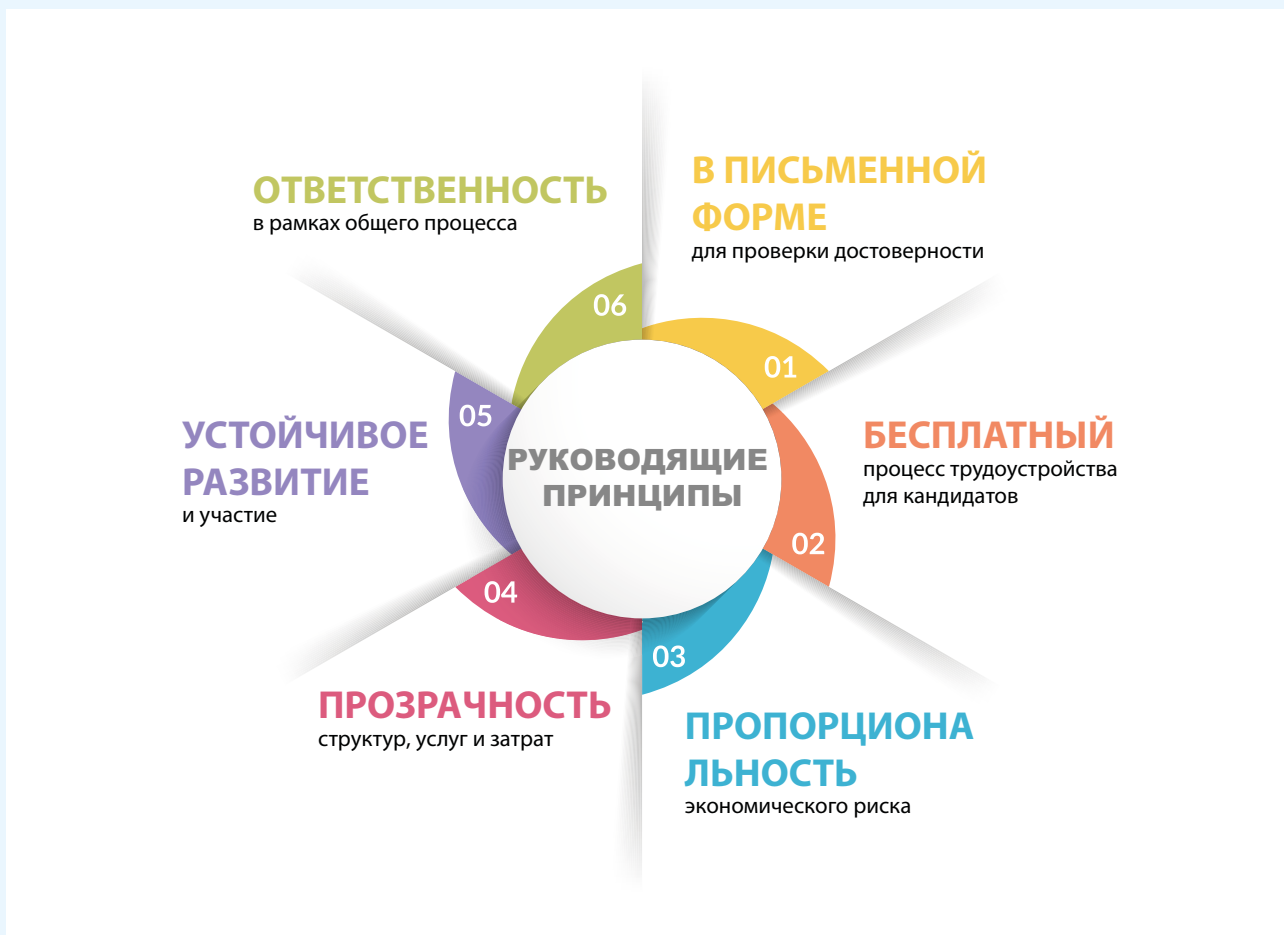 РУКОВОДЯЩИЕ
ПРИНЦИПЫ
01
В ПИСЬМЕННОЙ
ФОРМЕ
для проверки достоверности
02
БЕСПЛАТНЫЙ
процесс трудоустройства
для кандидатов
03
ПРОПОРЦИОНА
ЛЬНОСТЬ
экономического риска
04
ПРОЗРАЧНОСТЬ
структур, услуг и затрат
05
УСТОЙЧИВОЕ
РАЗВИТИЕ
и участие
06
ОТВЕТСТВЕННОСТЬ
в рамках общего процесса